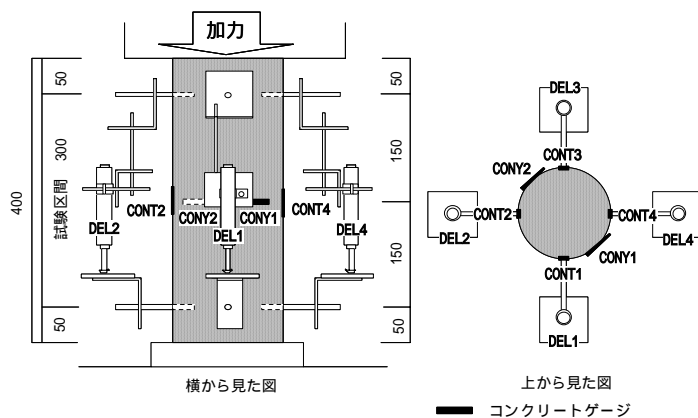 加力
50
300
試験区間
50
400
50
150
150
50
CONT2
CONY2
CONY1
CONT4
DEL2
DEL1
DEL4
横から見た図
DEL3
CONT3
CONY2
CONT2
CONT4
DEL2
DEL4
CONY1
CONT1
DEL1
上から見た図
コンクリートゲージ